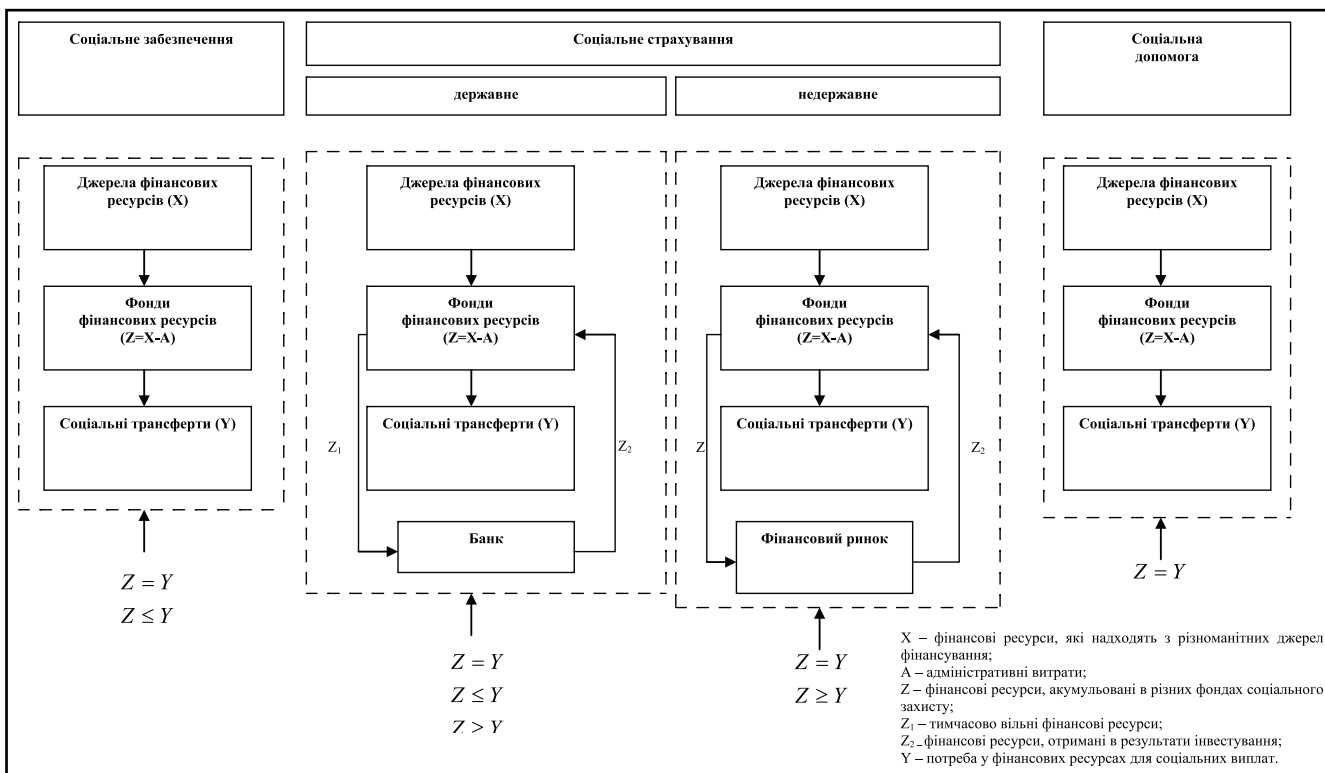 Соціальне забезпечення
Соціальне страхування
державне
недержавне
Соціальна
допомога
Джерела фінансових
ресурсів (X)
Фонди
фінансових ресурсів
(Z=X-A)
Соціальні трансферти (Y)
Z = Y
Z ≤ Y
Джерела фінансових
ресурсів (X)
Фонди
фінансових ресурсів
(Z=X-A)
Соціальні трансферти (Y)
Z₁
Z₂
Банк
Z = Y
Z ≤ Y
Z > Y
Джерела фінансових
ресурсів (X)
Фонди
фінансових ресурсів
(Z=X-A)
Соціальні трансферти (Y)
Z
Z₂
Фінансовий ринок
Z = Y
Z ≥ Y
Джерела фінансових
ресурсів (X)
Фонди
фінансових ресурсів
(Z=X-A)
Соціальні трансферти (Y)
Z = Y
X – фінансові ресурси, які надходять з різноманітних джерел
фінансування;
А – адміністративні витрати;
Z – фінансові ресурси, акумульовані в різних фондах соціального
захисту;
Z₁ – тимчасово вільні фінансові ресурси;
Z₂ – фінансові ресурси, отримані в результати інвестування;
Y – потреба у фінансових ресурсах для соціальних виплат.